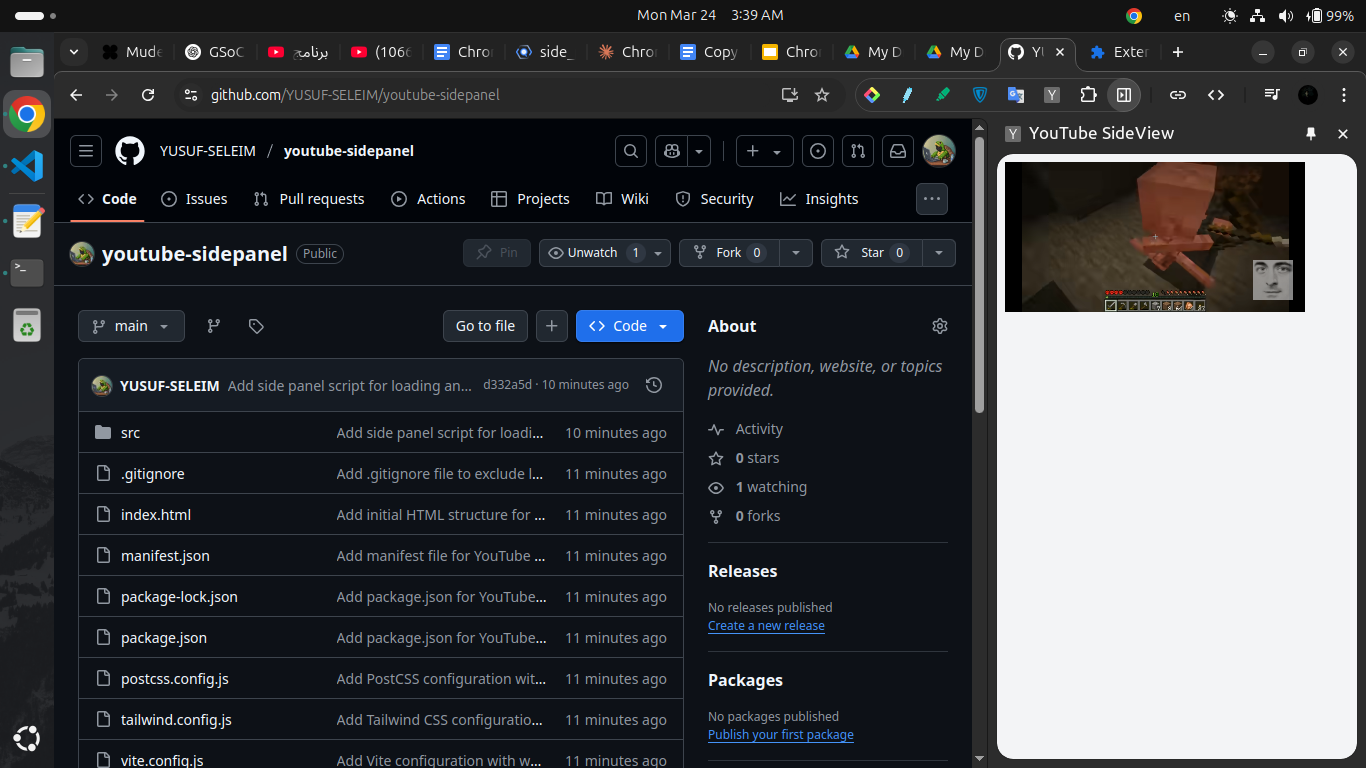 Mon Mar 24 3:39 AM
en
99%
Mude
GSoC
برنامج
(106
Chro
side_
Chro
Copy
Chro
My D
My D
YU
Exter
github.com/YUSUF-SELEIM/youtube-sidepanel
YouTube SideView
YUSUF-SELEIM / youtube-sidepanel
Code
Issues
Pull requests
Actions
Projects
Wiki
Security
Insights
youtube-sidepanel
Public
Pin
Unwatch 1
Fork 0
Star 0
main
Go to file
Code
About
No description, website, or topics
provided.
YUSUF-SELEIM Add side panel script for loading an... d332a5d · 10 minutes ago
src Add side panel script for loadi... 10 minutes ago
.gitignore Add .gitignore file to exclude l... 11 minutes ago
index.html Add initial HTML structure for ... 11 minutes ago
manifest.json Add manifest file for YouTube ... 11 minutes ago
package-lock.json Add package.json for YouTube... 11 minutes ago
package.json Add package.json for YouTube... 11 minutes ago
postcss.config.js Add PostCSS configuration wit... 11 minutes ago
tailwind.config.js Add Tailwind CSS configuratio... 11 minutes ago
vite.config.js Add Vite configuration with w... 11 minutes ago
Activity
0 stars
1 watching
0 forks
Releases
No releases published
Create a new release
Packages
No packages published
Publish your first package